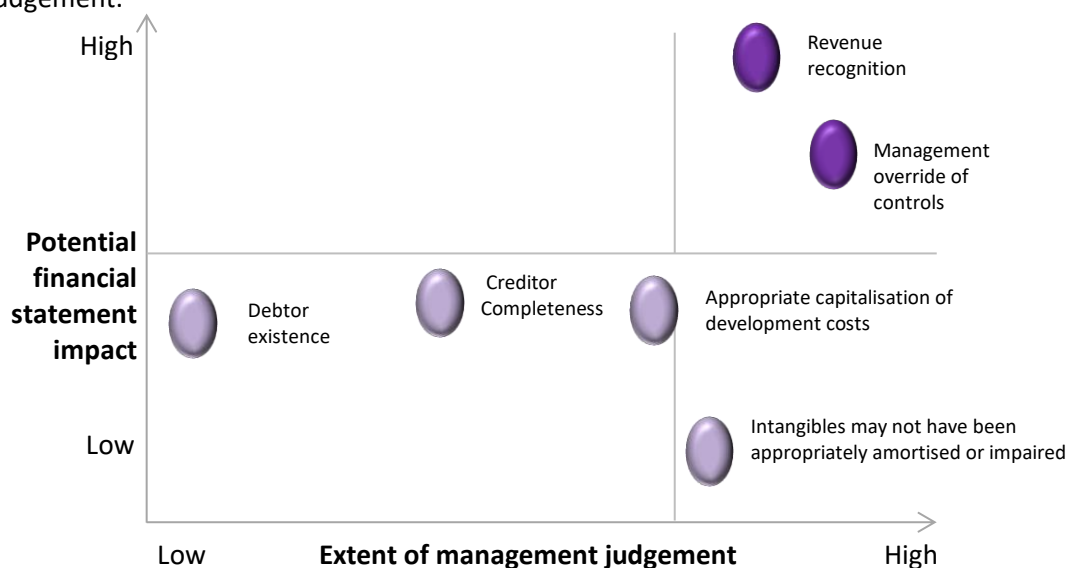 High
Revenue
recognition
Management
override of
controls
Potential
financial
statement
impact
Debtor
existence
Creditor
Completeness
Appropriate capitalisation of
development costs
Intangibles may not have been
appropriately amortised or impaired
Low
Low
Extent of management judgement
High